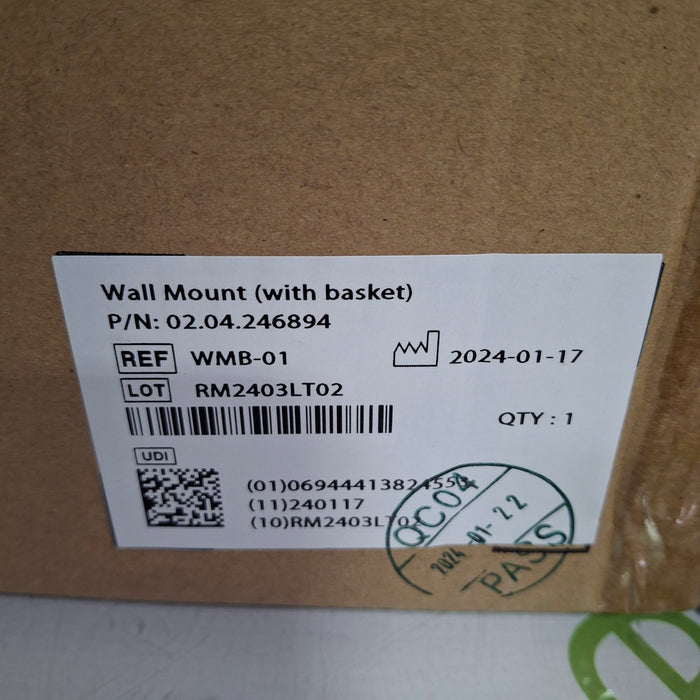 Wall Mount (with basket)
P/N: 02.04.246894
REF WMB-01
2024-01-17
LOT RM2403LT02
QTY : 1
UDI
(01)06944413824553
(11)240117
(10)RM2403LT02
QC04
2024-01-22
PASS